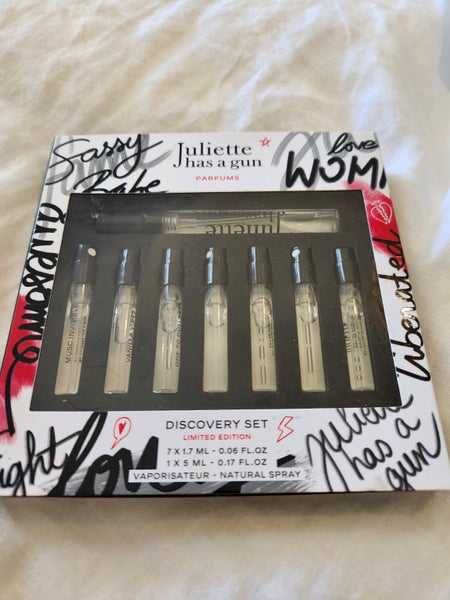 Sassy
Babe
Juliette
has a gun
PARFUMS
love
WOM
Juliette
Awesome
Liberated
MUSC INVISIBLE
VANILLA VIBES
DISCOVERY SET
LIMITED EDITION
7 X 1.7 ML - 0.06 FL.OZ
1 X 5 ML - 0.17 FL.OZ
VAPORISATEUR - NATURAL SPRAY
ight
love
Juliette
has a
gun